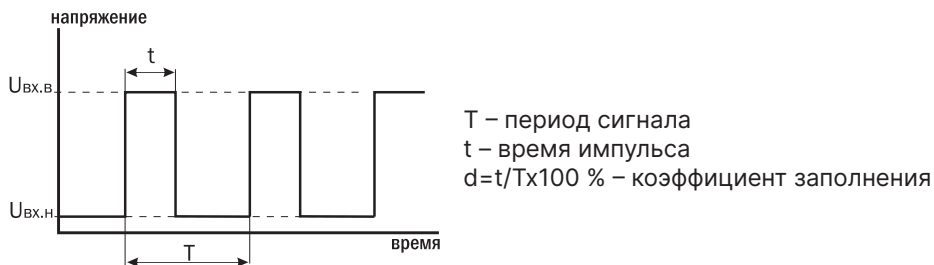 напряжение
t
Uвх.в
T – период сигнала
t – время импульса
d=t/Tx100 % – коэффициент заполнения
Uвх.н
время
T